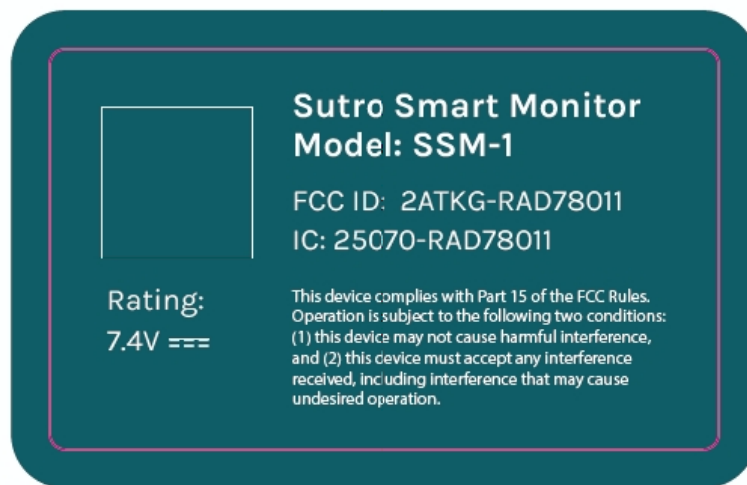 Sutro Smart Monitor
Model: SSM-1
FCC ID: 2ATKG-RAD78011
IC: 25070-RAD78011
Rating:
7.4V ⎓
This device complies with Part 15 of the FCC Rules.
Operation is subject to the following two conditions:
(1) this device may not cause harmful interference,
and (2) this device must accept any interference
received, including interference that may cause
undesired operation.